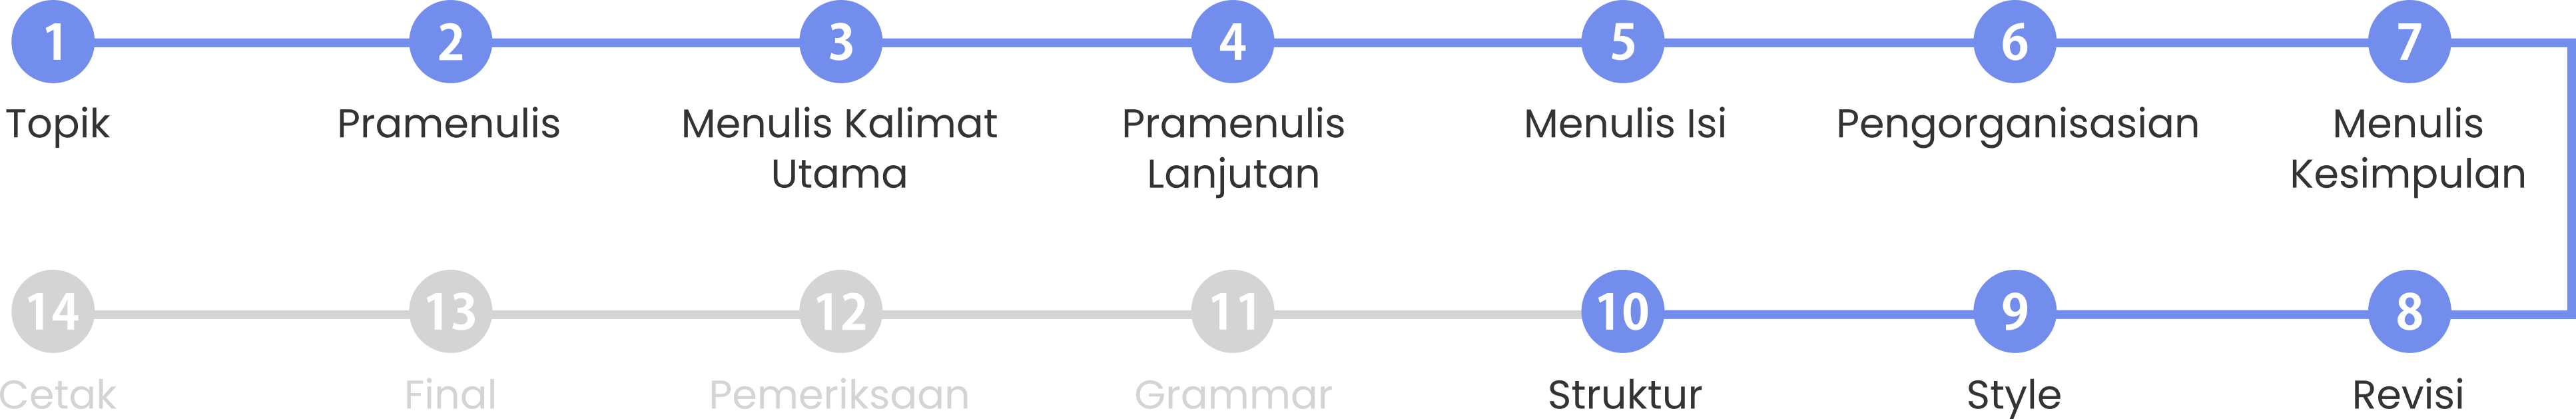 1 2 3 4 5 6 7
Topik Pramenulis Menulis Kalimat Pramenulis Menulis Isi Pengorganisasian Menulis
Utama Lanjutan Kesimpulan
14 13 12 11 10 9 8
Cetak Final Pemeriksaan Grammar Struktur Style Revisi